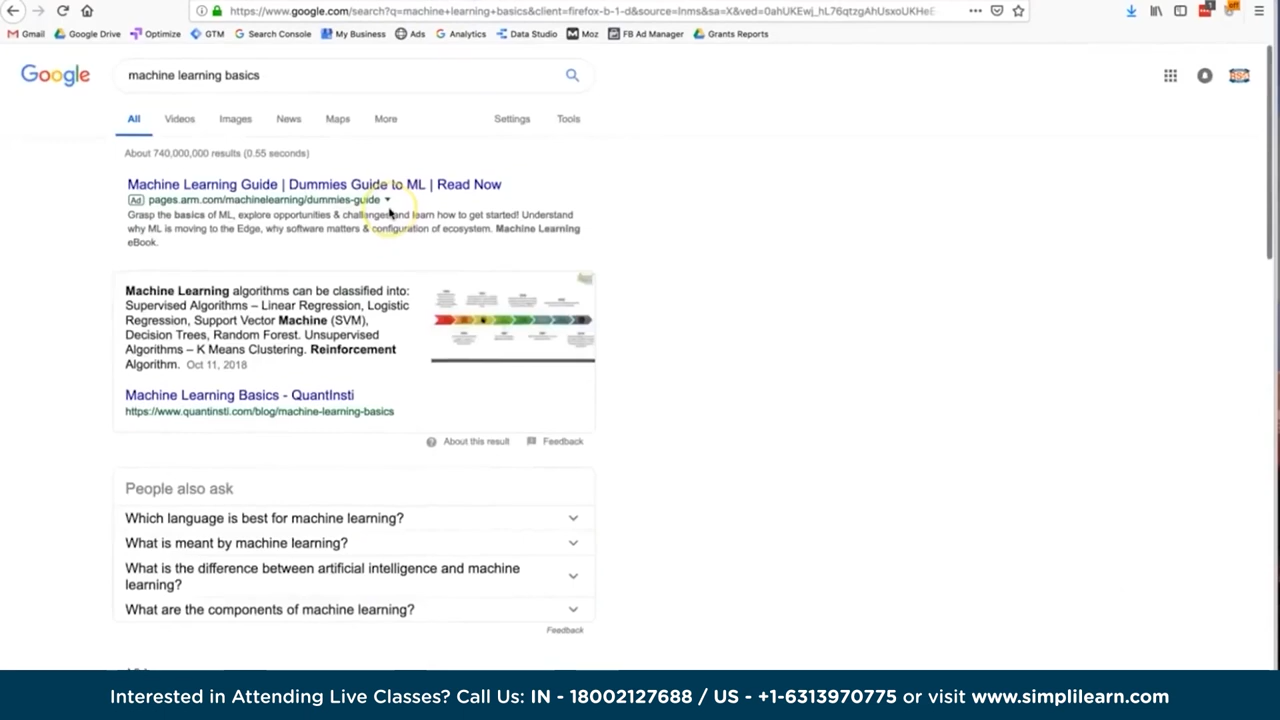 https://www.google.com/search?q=machine+learning+basics&client=firefox-b-1-d&source=lnms&sa=X&ved=0ahUKEwj_hL76qtzgAhUsxoUKHeE
Gmail Google Drive Optimize GTM Search Console My Business Ads Analytics Data Studio Moz FB Ad Manager Grants Reports
Google machine learning basics
All Videos Images News Maps More Settings Tools
About 740,000,000 results (0.55 seconds)
Machine Learning Guide | Dummies Guide to ML | Read Now
Ad pages.arm.com/machinelearning/dummies-guide
Grasp the basics of ML, explore opportunities & challenges and learn how to get started! Understand
why ML is moving to the Edge, why software matters & configuration of ecosystem. Machine Learning
eBook.
Machine Learning algorithms can be classified into:
Supervised Algorithms – Linear Regression, Logistic
Regression, Support Vector Machine (SVM),
Decision Trees, Random Forest. Unsupervised
Algorithms – K Means Clustering. Reinforcement
Algorithm. Oct 11, 2018
Machine Learning Basics - QuantInsti
https://www.quantinsti.com/blog/machine-learning-basics
About this result Feedback
People also ask
Which language is best for machine learning?
What is meant by machine learning?
What is the difference between artificial intelligence and machine
learning?
What are the components of machine learning?
Feedback
Interested in Attending Live Classes? Call Us: IN - 18002127688 / US - +1-6313970775 or visit www.simplilearn.com